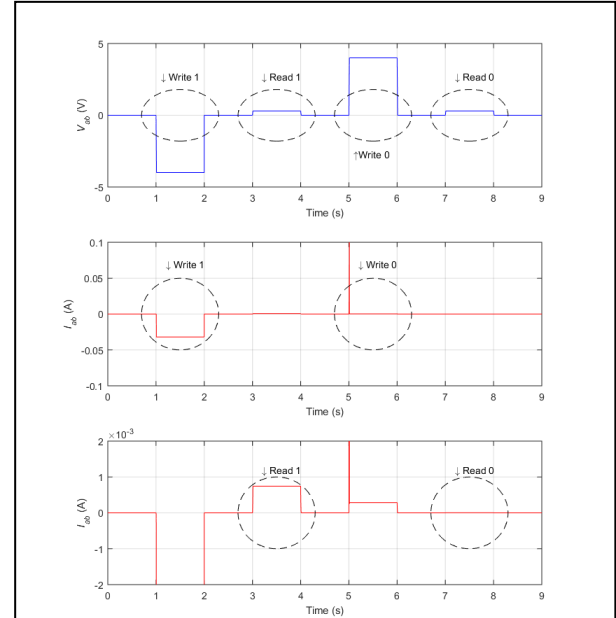 5
↓ Write 1
↓ Read 1
↓ Read 0
V_ab (V)
0
↑Write 0
-5
0 1 2 3 4 5 6 7 8 9
Time (s)
0.1
↓ Write 1
↓ Write 0
0.05
I_ab (A)
0
-0.05
-0.1
0 1 2 3 4 5 6 7 8 9
Time (s)
×10⁻³
2
↓ Read 1
↓ Read 0
1
I_ab (A)
0
-1
-2
0 1 2 3 4 5 6 7 8 9
Time (s)